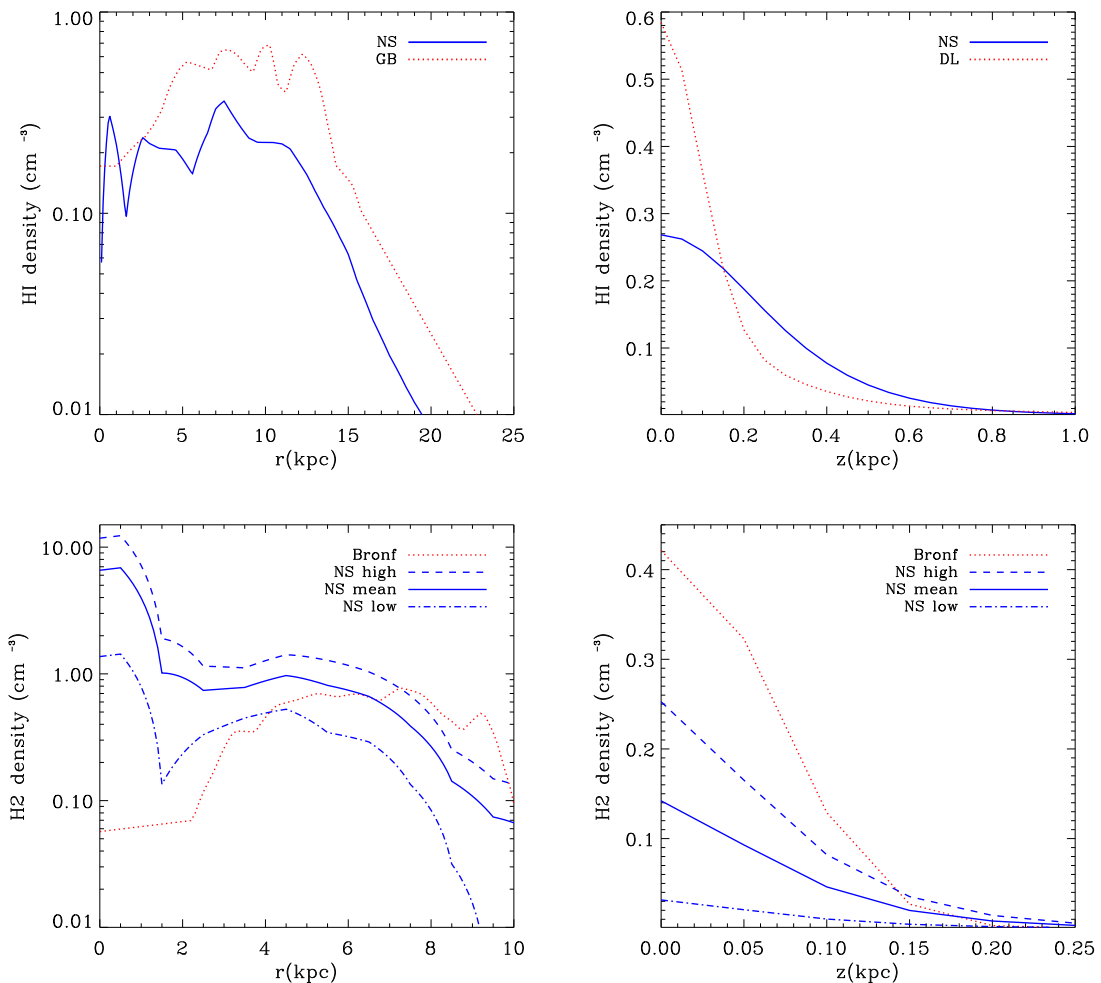 NS
GB
HI density (cm ⁻³)
1.00
0.10
0.01
0 5 10 15 20 25
r(kpc)
NS
DL
HI density (cm ⁻³)
0.6
0.5
0.4
0.3
0.2
0.1
0.0 0.2 0.4 0.6 0.8 1.0
z(kpc)
Bronf
NS high
NS mean
NS low
H2 density (cm ⁻³)
10.00
1.00
0.10
0.01
0 2 4 6 8 10
r(kpc)
Bronf
NS high
NS mean
NS low
H2 density (cm ⁻³)
0.4
0.3
0.2
0.1
0.00 0.05 0.10 0.15 0.20 0.25
z(kpc)